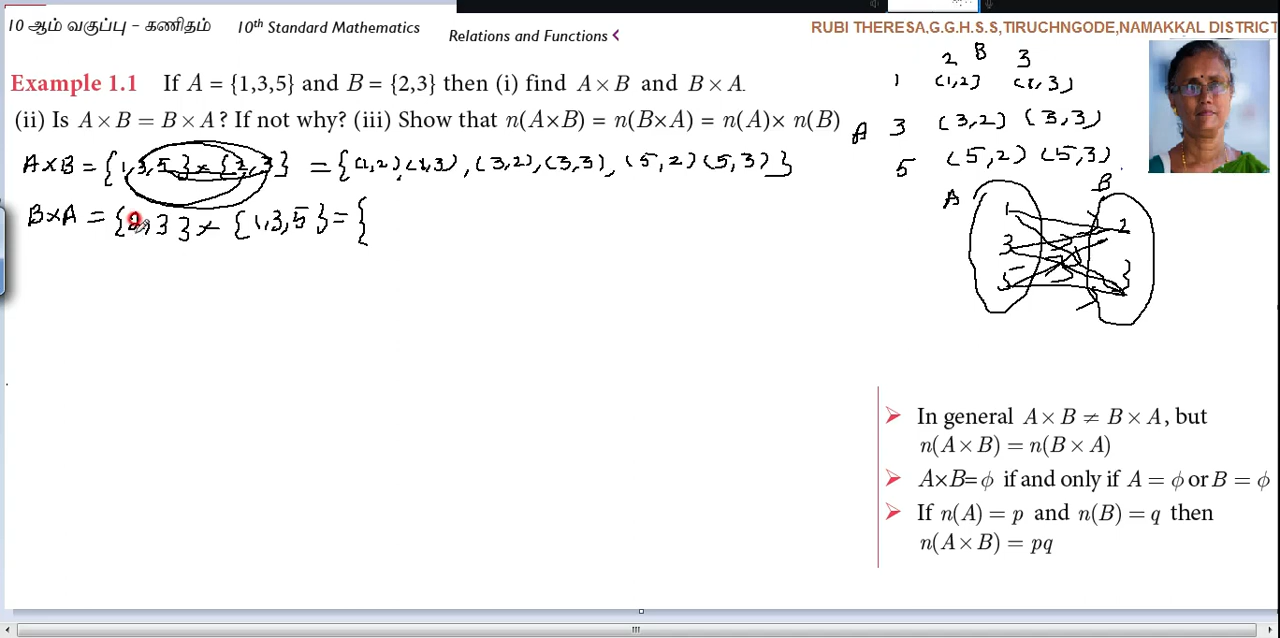 10 ஆம் வகுப்பு – கணிதம் 10th Standard Mathematics Relations and Functions <
RUBI THERESA,G.G.H.S.S,TIRUCHNGODE,NAMAKKAL DISTRICT
Example 1.1 If A = {1,3,5} and B = {2,3} then (i) find A × B and B × A.
(ii) Is A × B = B × A? If not why? (iii) Show that n(A×B) = n(B×A) = n(A)× n(B)
A×B = {1,3,5} × {2,3} = {(1,2),(1,3),(3,2),(3,3),(5,2)(5,3)}
B×A = {2,3} × {1,3,5} = {
B
2 3
1 (1,2) (1,3)
A 3 (3,2) (3,3)
5 (5,2) (5,3)
A B
1 2
3 3
5
In general A × B ≠ B × A, but
n(A × B) = n(B × A)
A×B= ϕ if and only if A = ϕ or B = ϕ
If n(A) = p and n(B) = q then
n(A × B) = pq